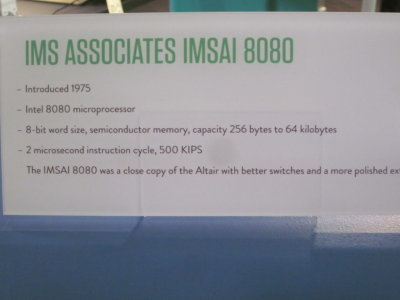 IMS ASSOCIATES IMSAI 8080
– Introduced 1975
– Intel 8080 microprocessor
– 8-bit word size, semiconductor memory, capacity 256 bytes to 64 kilobytes
– 2 microsecond instruction cycle, 500 KIPS
The IMSAI 8080 was a close copy of the Altair with better switches and a more polished